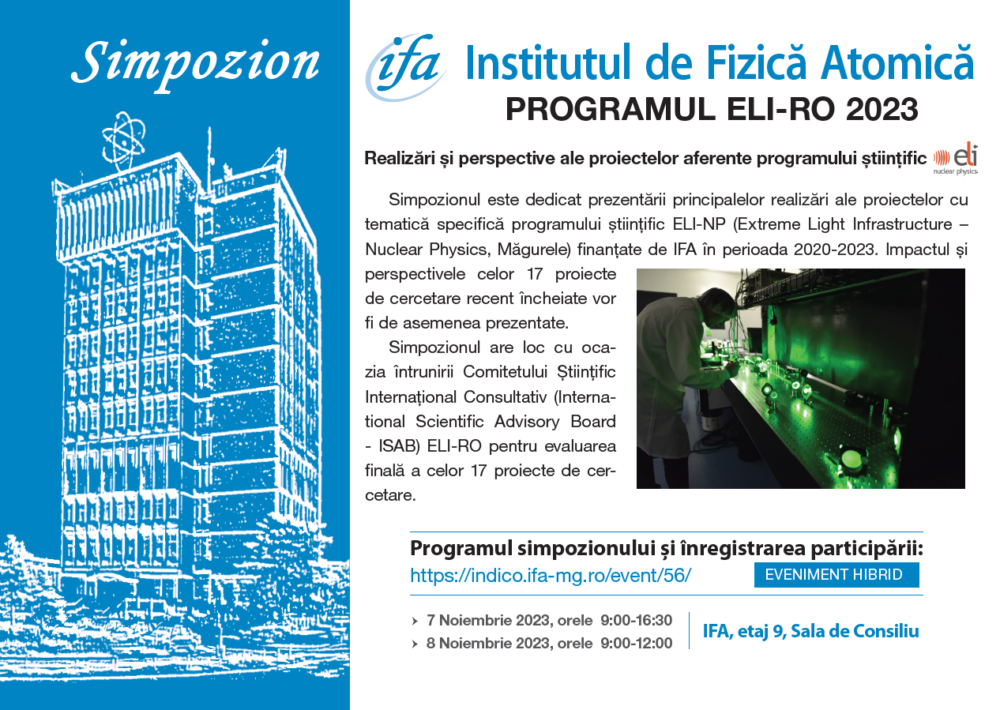 Simpozion
ifa
Institutul de Fizică Atomică
PROGRAMUL ELI-RO 2023
Realizări și perspective ale proiectelor aferente programului științific
eli
nuclear physics
Simpozionul este dedicat prezentării principalelor realizări ale proiectelor cu
tematică specifică programului științific ELI-NP (Extreme Light Infrastructure –
Nuclear Physics, Măgurele) finanțate de IFA în perioada 2020-2023. Impactul și
perspectivele celor 17 proiecte
de cercetare recent încheiate vor
fi de asemenea prezentate.
Simpozionul are loc cu oca-
zia întrunirii Comitetului Științific
Internațional Consultativ (Interna-
tional Scientific Advisory Board
- ISAB) ELI-RO pentru evaluarea
finală a celor 17 proiecte de cer-
cetare.
Programul simpozionului și înregistrarea participării:
https://indico.ifa-mg.ro/event/56/
EVENIMENT HIBRID
7 Noiembrie 2023, orele 9:00-16:30
8 Noiembrie 2023, orele 9:00-12:00
IFA, etaj 9, Sala de Consiliu